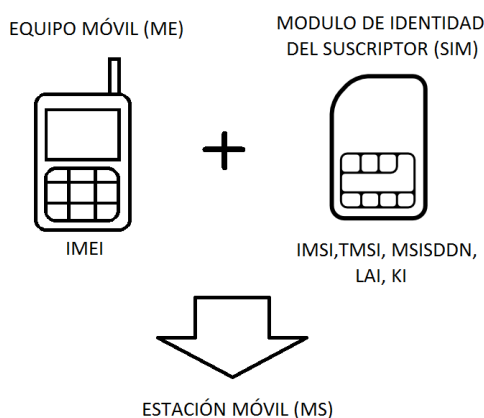 EQUIPO MÓVIL (ME)
MODULO DE IDENTIDAD
DEL SUSCRIPTOR (SIM)
IMEI
IMSI,TMSI, MSISDDN,
LAI, KI
ESTACIÓN MÓVIL (MS)